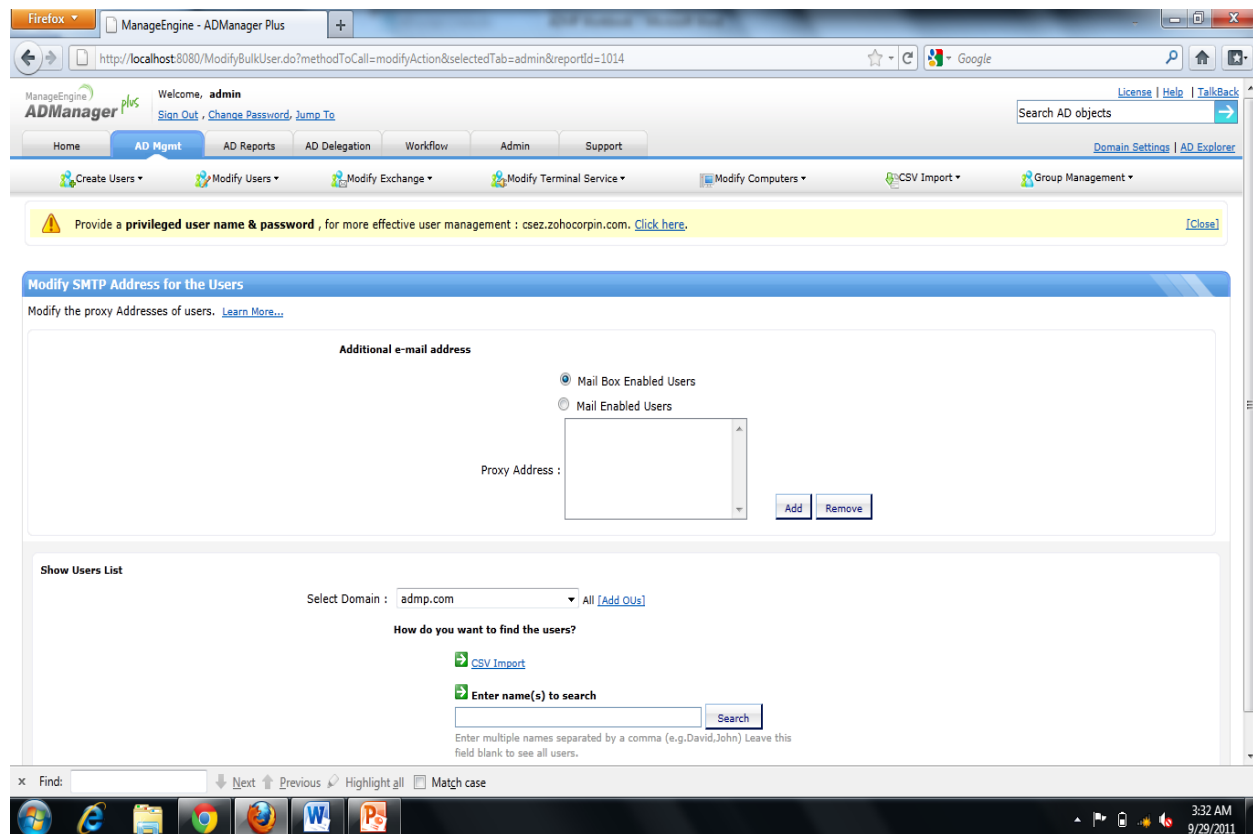 Firefox
ManageEngine - ADManager Plus
http://localhost:8080/ModifyBulkUser.do?methodToCall=modifyAction&selectedTab=admin&reportId=1014
Google
ManageEngine
ADManager plus
Welcome, admin
Sign Out , Change Password, Jump To
License | Help | TalkBack
Search AD objects
Home AD Mgmt AD Reports AD Delegation Workflow Admin Support
Domain Settings | AD Explorer
Create Users Modify Users Modify Exchange Modify Terminal Service Modify Computers CSV Import Group Management
Provide a privileged user name & password , for more effective user management : csez.zohocorpin.com. Click here.
[Close]
Modify SMTP Address for the Users
Modify the proxy Addresses of users. Learn More...
Additional e-mail address
Mail Box Enabled Users
Mail Enabled Users
Proxy Address :
Add Remove
Show Users List
Select Domain : admp.com All [Add OUs]
How do you want to find the users?
CSV Import
Enter name(s) to search
Search
Enter multiple names separated by a comma (e.g.David,John) Leave this
field blank to see all users.
x Find: Next Previous Highlight all Match case
3:32 AM
9/29/2011